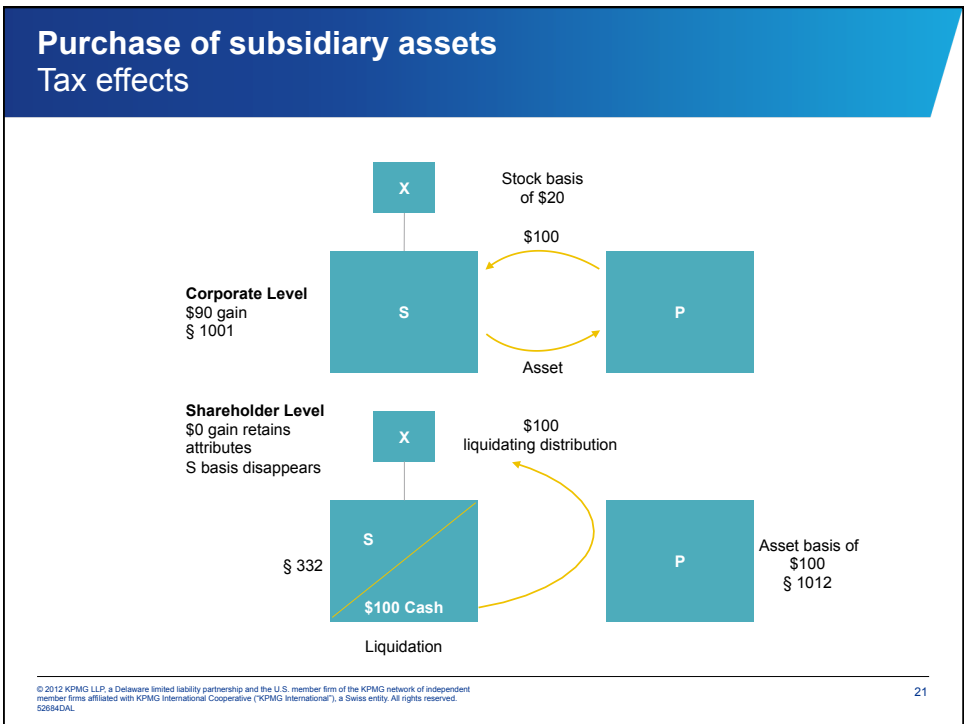 Purchase of subsidiary assets
Tax effects
X
Stock basis
of $20
$100
Corporate Level
$90 gain
§ 1001
S
P
Asset
Shareholder Level
$0 gain retains
attributes
S basis disappears
X
$100
liquidating distribution
S
§ 332
$100 Cash
P
Asset basis of
$100
§ 1012
Liquidation
© 2012 KPMG LLP, a Delaware limited liability partnership and the U.S. member firm of the KPMG network of independent
member firms affiliated with KPMG International Cooperative ("KPMG International"), a Swiss entity. All rights reserved.
52684DAL
21